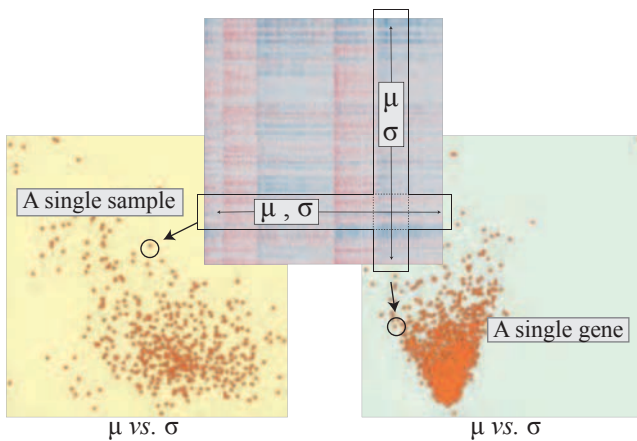 μ
σ
A single sample
μ , σ
A single gene
μ vs. σ
μ vs. σ